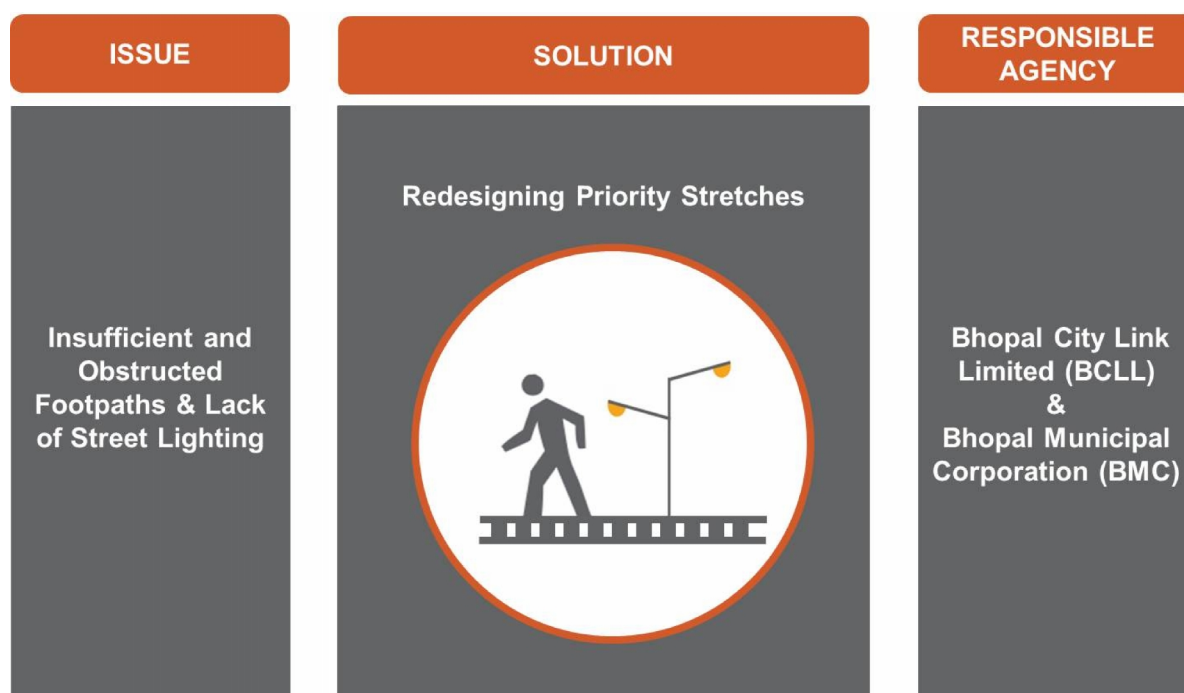 ISSUE
Insufficient and
Obstructed
Footpaths & Lack
of Street Lighting
SOLUTION
Redesigning Priority Stretches
RESPONSIBLE
AGENCY
Bhopal City Link
Limited (BCLL)
&
Bhopal Municipal
Corporation (BMC)